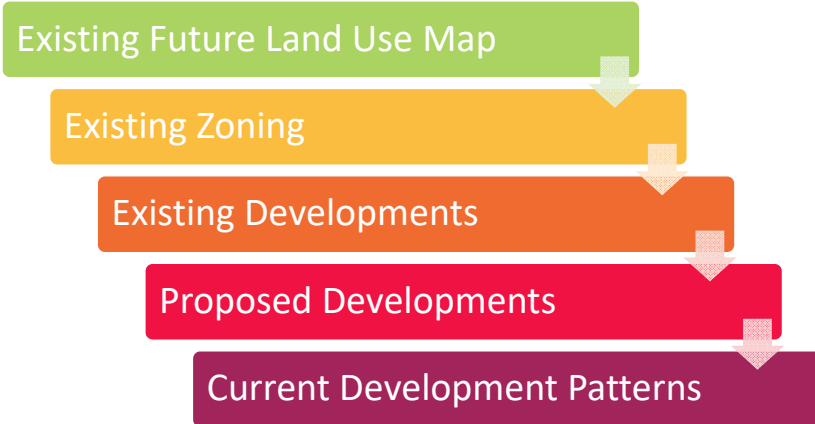 Existing Future Land Use Map
Existing Zoning
Existing Developments
Proposed Developments
Current Development Patterns